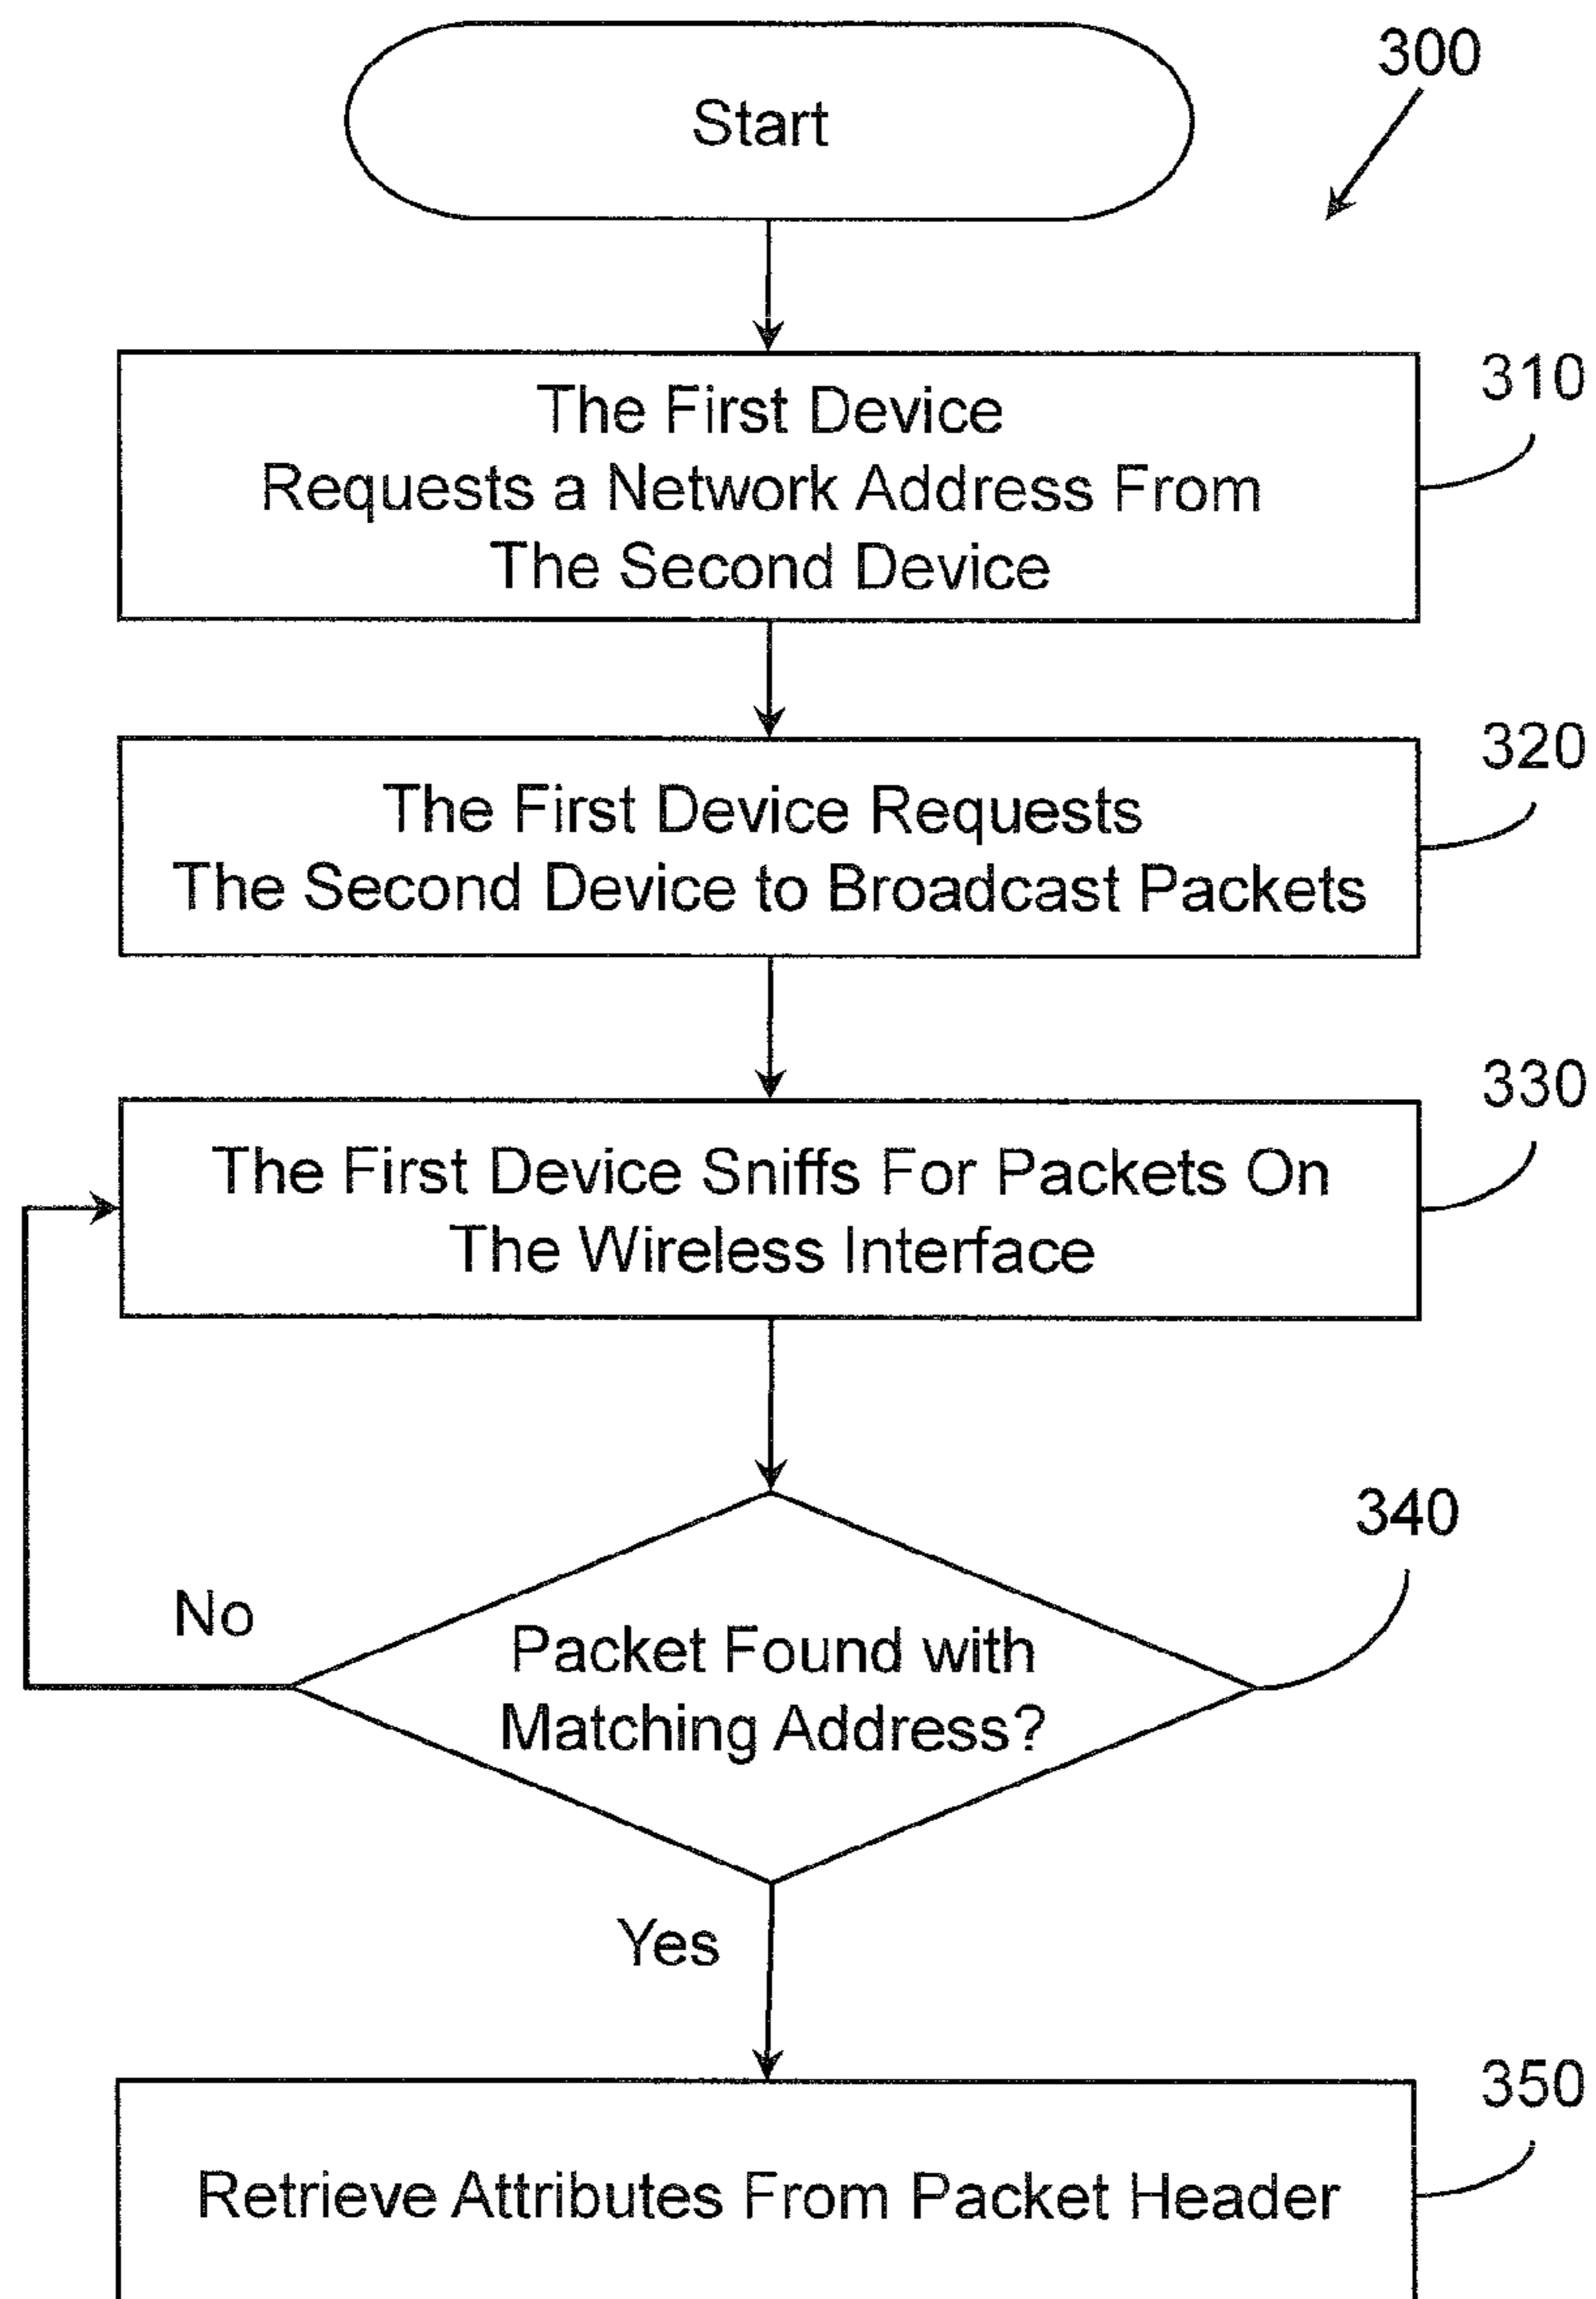 300
Start
310
The First Device
Requests a Network Address From
The Second Device
320
The First Device Requests
The Second Device to Broadcast Packets
330
The First Device Sniffs For Packets On
The Wireless Interface
340
No
Packet Found with
Matching Address?
Yes
350
Retrieve Attributes From Packet Header